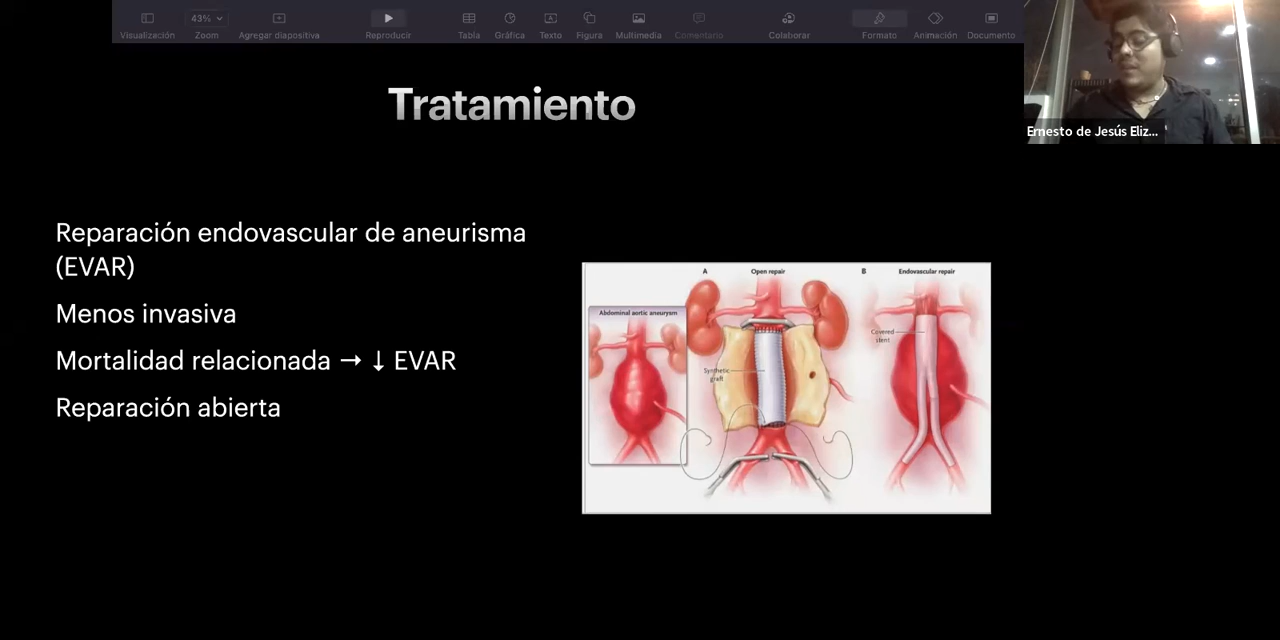 Visualización
43%
Zoom
Agregar diapositiva
Reproducir
Tabla
Gráfica
Texto
Figura
Multimedia
Comentario
Colaborar
Formato
Animación
Documento
Ernesto de Jesús Eliz...
Tratamiento
Reparación endovascular de aneurisma
(EVAR)
Menos invasiva
Mortalidad relacionada → ↓ EVAR
Reparación abierta
Abdominal aortic aneurysm
A
Open repair
Synthetic
graft
B
Endovascular repair
Covered
stent